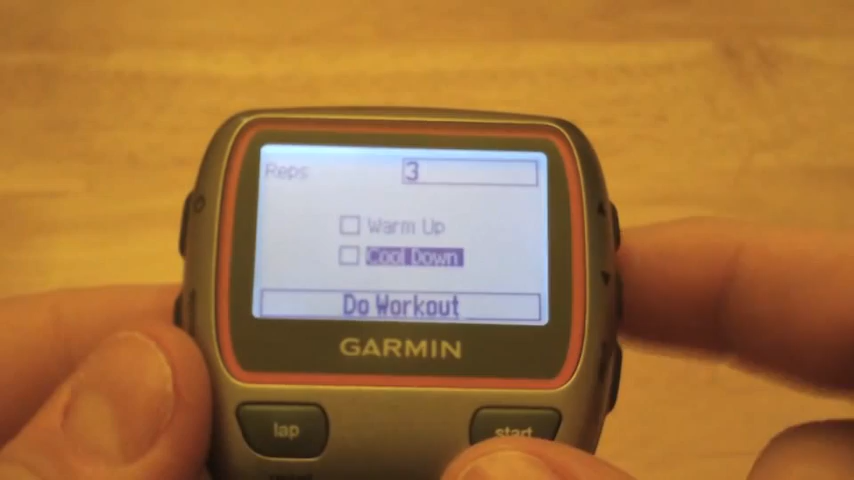 Reps 3
Warm Up
Cool Down
Do Workout
GARMIN
lap
start